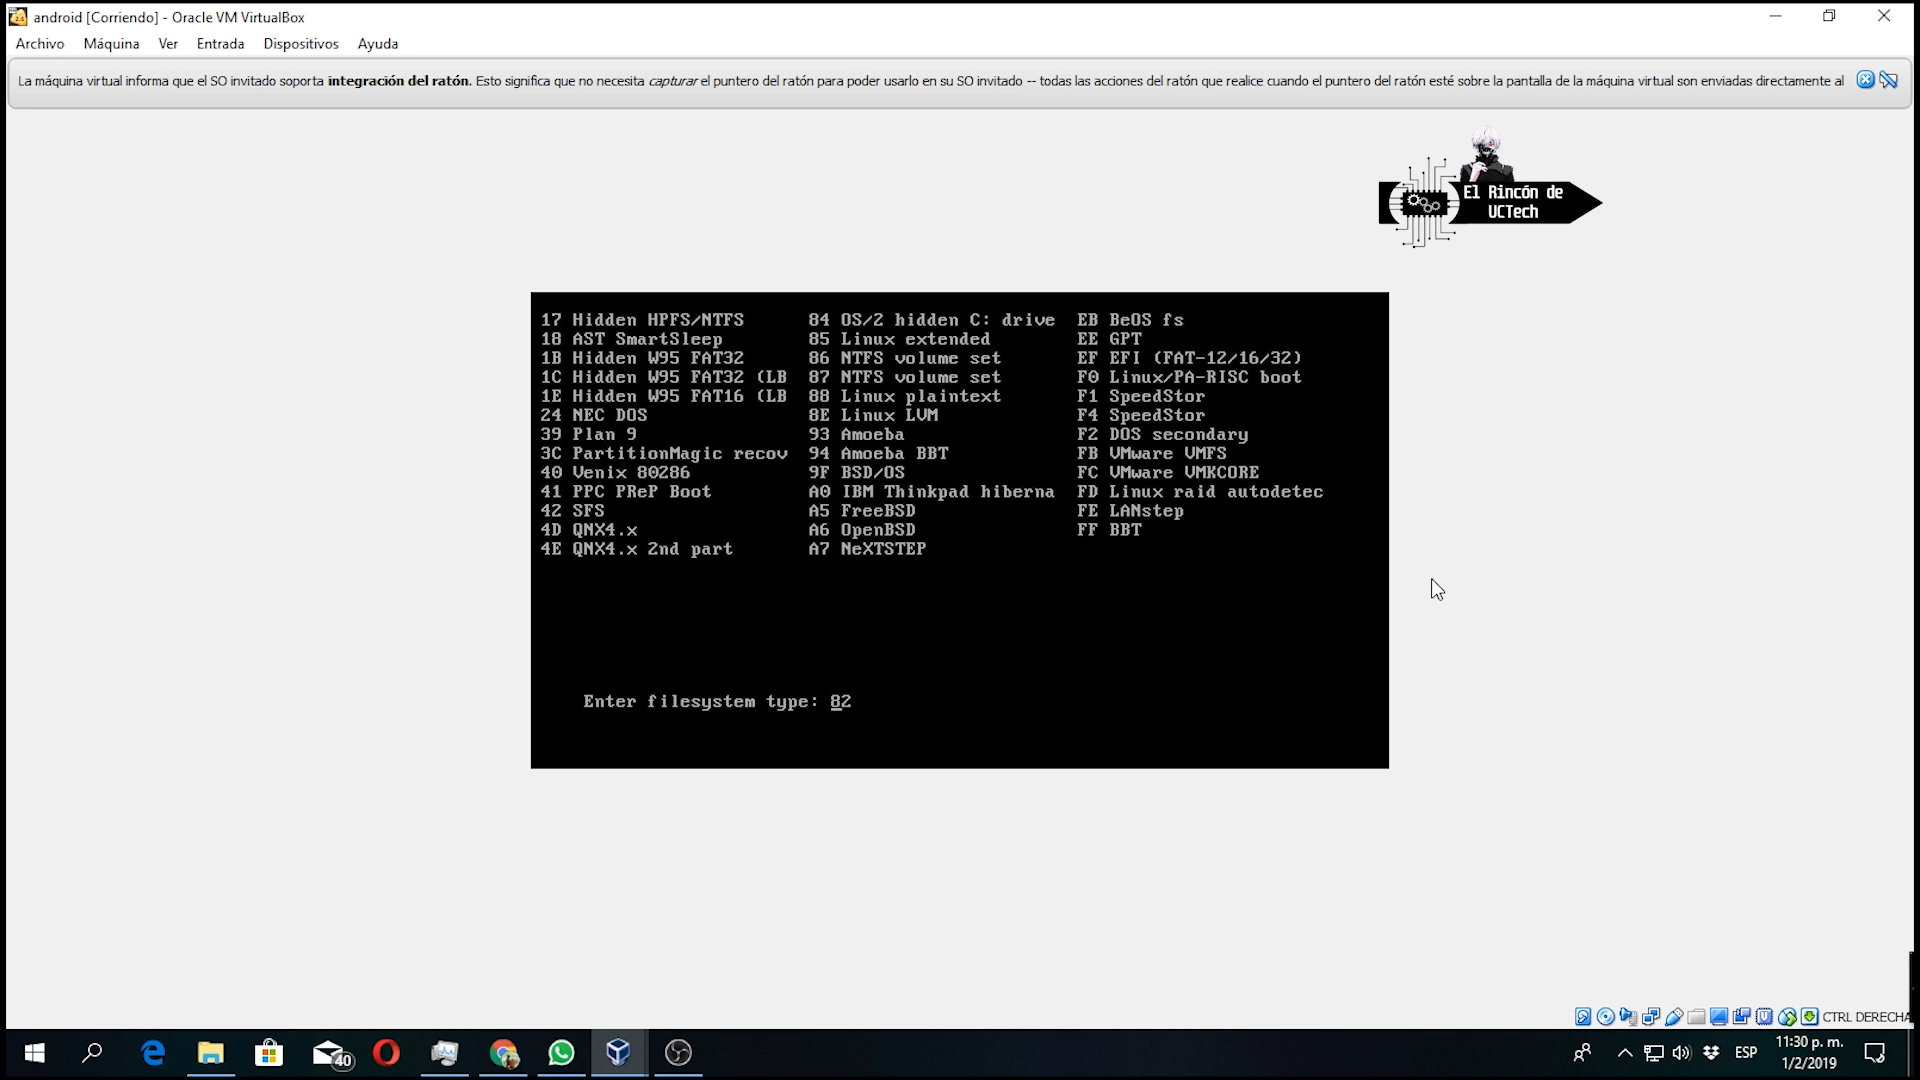 android [Corriendo] - Oracle VM VirtualBox
Archivo Máquina Ver Entrada Dispositivos Ayuda
La máquina virtual informa que el SO invitado soporta integración del ratón. Esto significa que no necesita capturar el puntero del ratón para poder usarlo en su SO invitado -- todas las acciones del ratón que realice cuando el puntero del ratón esté sobre la pantalla de la máquina virtual son enviadas directamente al
El Rincón de
UCTech
17 Hidden HPFS/NTFS 84 OS/2 hidden C: drive EB BeOS fs
18 AST SmartSleep 85 Linux extended EE GPT
1B Hidden W95 FAT32 86 NTFS volume set EF EFI (FAT-12/16/32)
1C Hidden W95 FAT32 (LB 87 NTFS volume set F0 Linux/PA-RISC boot
1E Hidden W95 FAT16 (LB 88 Linux plaintext F1 SpeedStor
24 NEC DOS 8E Linux LVM F4 SpeedStor
39 Plan 9 93 Amoeba F2 DOS secondary
3C PartitionMagic recov 94 Amoeba BBT FB VMware VMFS
40 Venix 80286 9F BSD/OS FC VMware VMKCORE
41 PPC PReP Boot A0 IBM Thinkpad hiberna FD Linux raid autodetec
42 SFS A5 FreeBSD FE LANstep
4D QNX4.x A6 OpenBSD FF BBT
4E QNX4.x 2nd part A7 NeXTSTEP
Enter filesystem type: 82
CTRL DERECHA
40
ESP
11:30 p. m.
1/2/2019